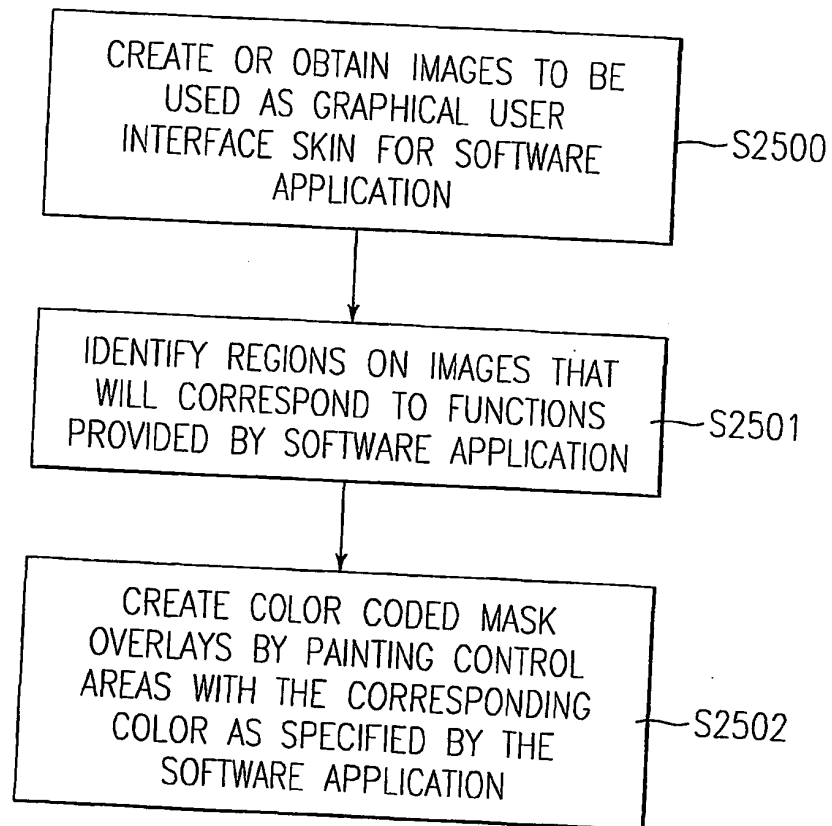 CREATE OR OBTAIN IMAGES TO BE
USED AS GRAPHICAL USER
INTERFACE SKIN FOR SOFTWARE
APPLICATION
S2500
IDENTIFY REGIONS ON IMAGES THAT
WILL CORRESPOND TO FUNCTIONS
PROVIDED BY SOFTWARE APPLICATION
S2501
CREATE COLOR CODED MASK
OVERLAYS BY PAINTING CONTROL
AREAS WITH THE CORRESPONDING
COLOR AS SPECIFIED BY THE
SOFTWARE APPLICATION
S2502